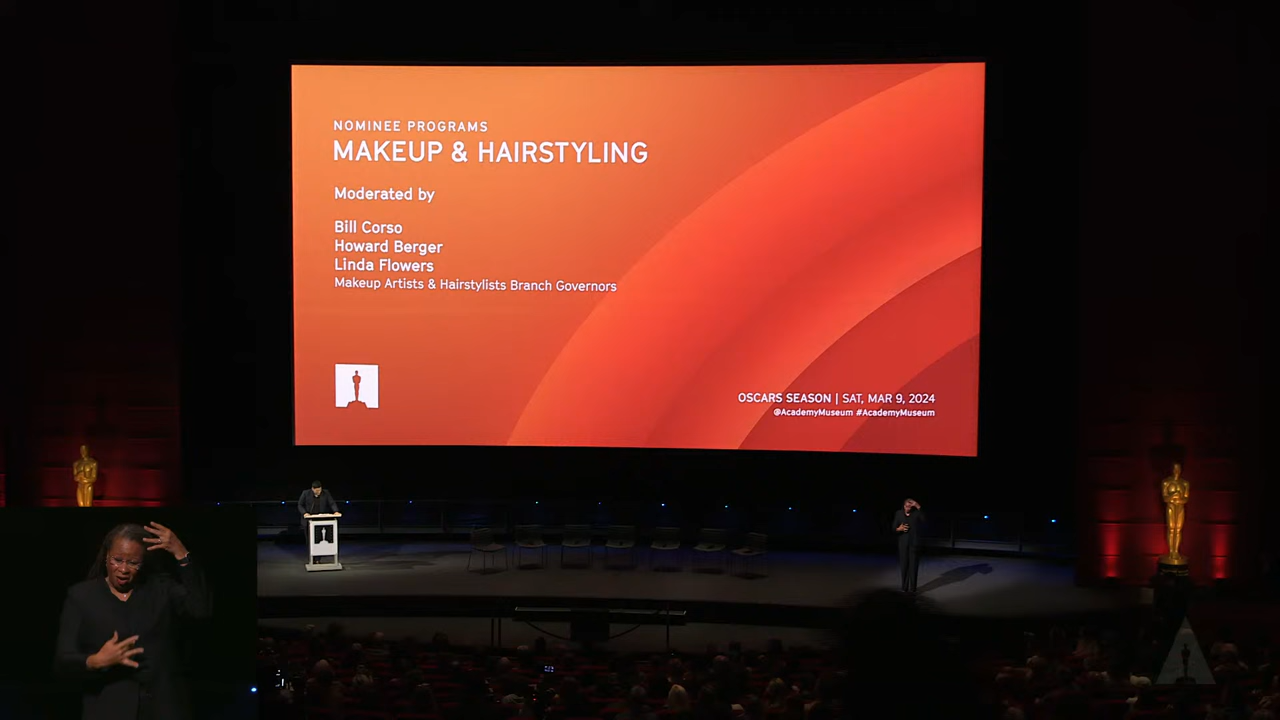 NOMINEE PROGRAMS
MAKEUP & HAIRSTYLING
Moderated by
Bill Corso
Howard Berger
Linda Flowers
Makeup Artists & Hairstylists Branch Governors
OSCARS SEASON | SAT, MAR 9, 2024
@AcademyMuseum #AcademyMuseum